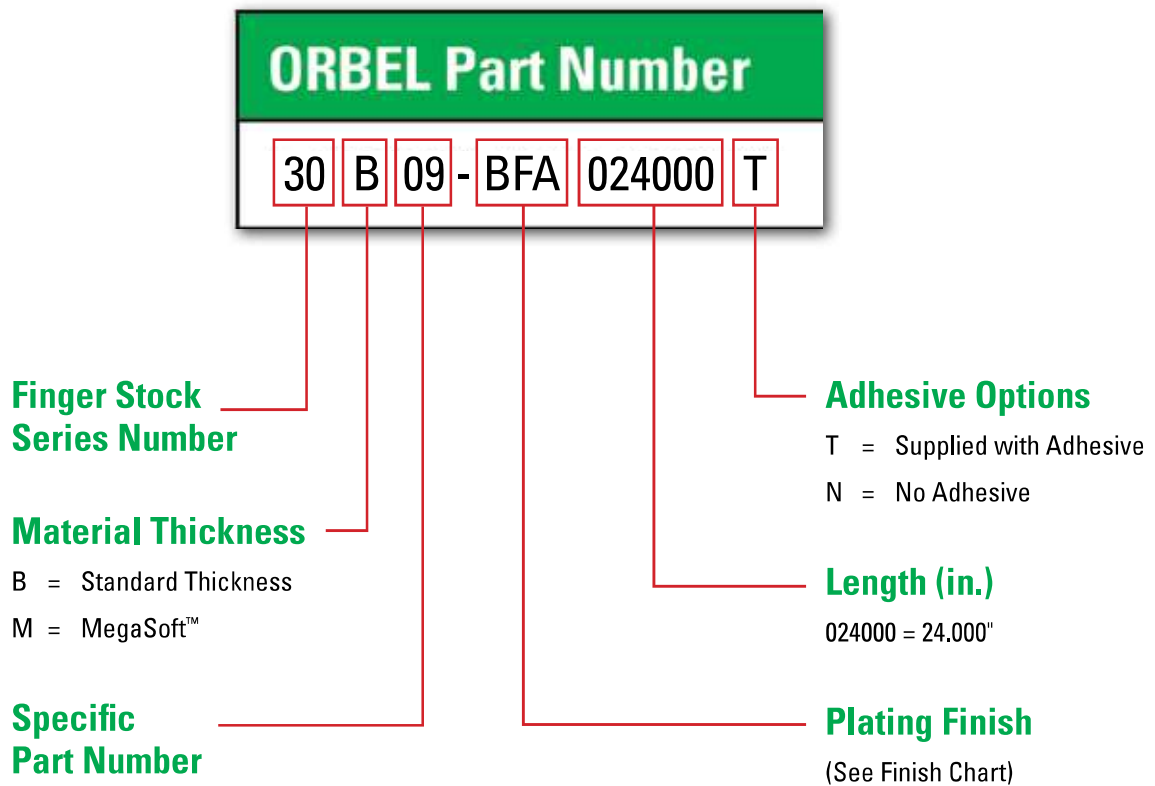 ORBEL Part Number
30 B 09 - BFA 024000 T
Finger Stock
Series Number
Material Thickness
B = Standard Thickness
M = MegaSoft™
Specific
Part Number
Adhesive Options
T = Supplied with Adhesive
N = No Adhesive
Length (in.)
024000 = 24.000"
Plating Finish
(See Finish Chart)